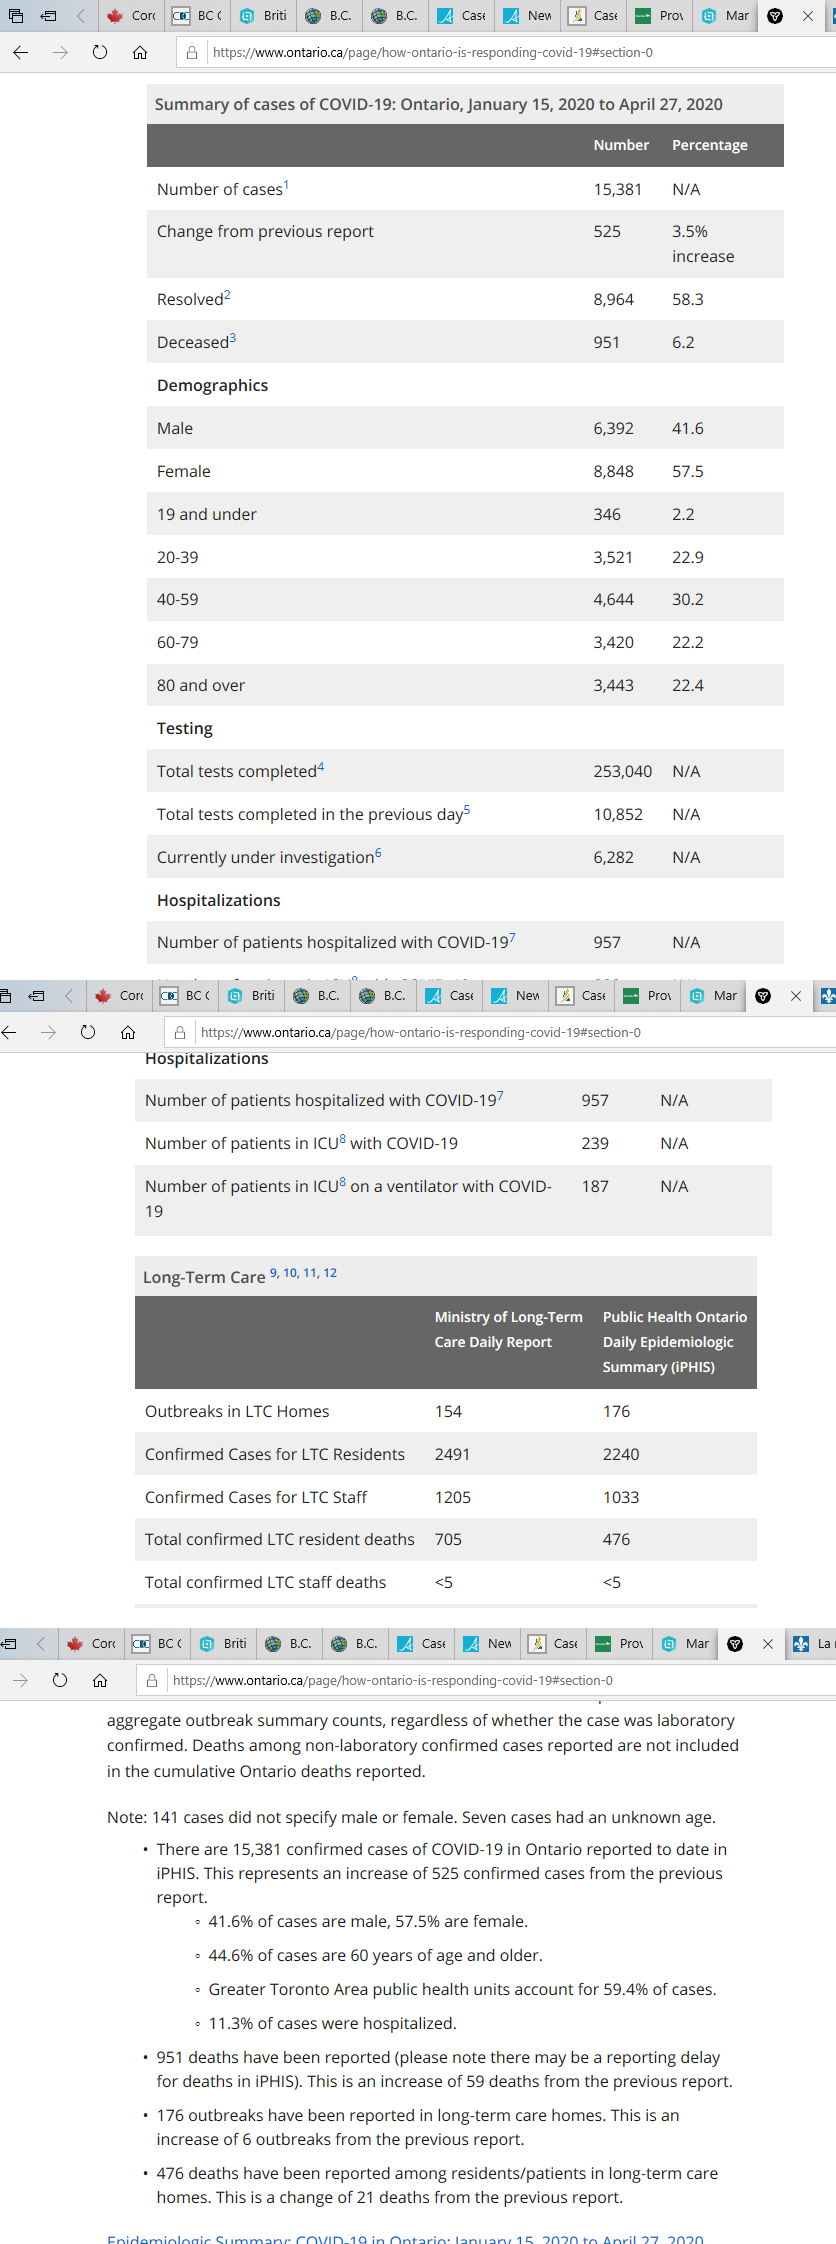 Coro BC C Briti B.C. B.C. Case New Case Prov Mar
https://www.ontario.ca/page/how-ontario-is-responding-covid-19#section-0
Summary of cases of COVID-19: Ontario, January 15, 2020 to April 27, 2020
Number Percentage
Number of cases1 15,381 N/A
Change from previous report 525 3.5%
increase
Resolved2 8,964 58.3
Deceased3 951 6.2
Demographics
Male 6,392 41.6
Female 8,848 57.5
19 and under 346 2.2
20-39 3,521 22.9
40-59 4,644 30.2
60-79 3,420 22.2
80 and over 3,443 22.4
Testing
Total tests completed4 253,040 N/A
Total tests completed in the previous day5 10,852 N/A
Currently under investigation6 6,282 N/A
Hospitalizations
Number of patients hospitalized with COVID-197 957 N/A
Coro BC C Briti B.C. B.C. Case New Case Prov Mar
https://www.ontario.ca/page/how-ontario-is-responding-covid-19#section-0
Hospitalizations
Number of patients hospitalized with COVID-197 957 N/A
Number of patients in ICU8 with COVID-19 239 N/A
Number of patients in ICU8 on a ventilator with COVID- 187 N/A
19
Long-Term Care 9, 10, 11, 12
Ministry of Long-Term Public Health Ontario
Care Daily Report Daily Epidemiologic
Summary (iPHIS)
Outbreaks in LTC Homes 154 176
Confirmed Cases for LTC Residents 2491 2240
Confirmed Cases for LTC Staff 1205 1033
Total confirmed LTC resident deaths 705 476
Total confirmed LTC staff deaths <5 <5
Coro BC C Briti B.C. B.C. Case New Case Prov Mar La
https://www.ontario.ca/page/how-ontario-is-responding-covid-19#section-0
aggregate outbreak summary counts, regardless of whether the case was laboratory
confirmed. Deaths among non-laboratory confirmed cases reported are not included
in the cumulative Ontario deaths reported.
Note: 141 cases did not specify male or female. Seven cases had an unknown age.
• There are 15,381 confirmed cases of COVID-19 in Ontario reported to date in
iPHIS. This represents an increase of 525 confirmed cases from the previous
report.
◦ 41.6% of cases are male, 57.5% are female.
◦ 44.6% of cases are 60 years of age and older.
◦ Greater Toronto Area public health units account for 59.4% of cases.
◦ 11.3% of cases were hospitalized.
• 951 deaths have been reported (please note there may be a reporting delay
for deaths in iPHIS). This is an increase of 59 deaths from the previous report.
• 176 outbreaks have been reported in long-term care homes. This is an
increase of 6 outbreaks from the previous report.
• 476 deaths have been reported among residents/patients in long-term care
homes. This is a change of 21 deaths from the previous report.
Epidemiologic Summary: COVID-19 in Ontario: January 15, 2020 to April 27, 2020